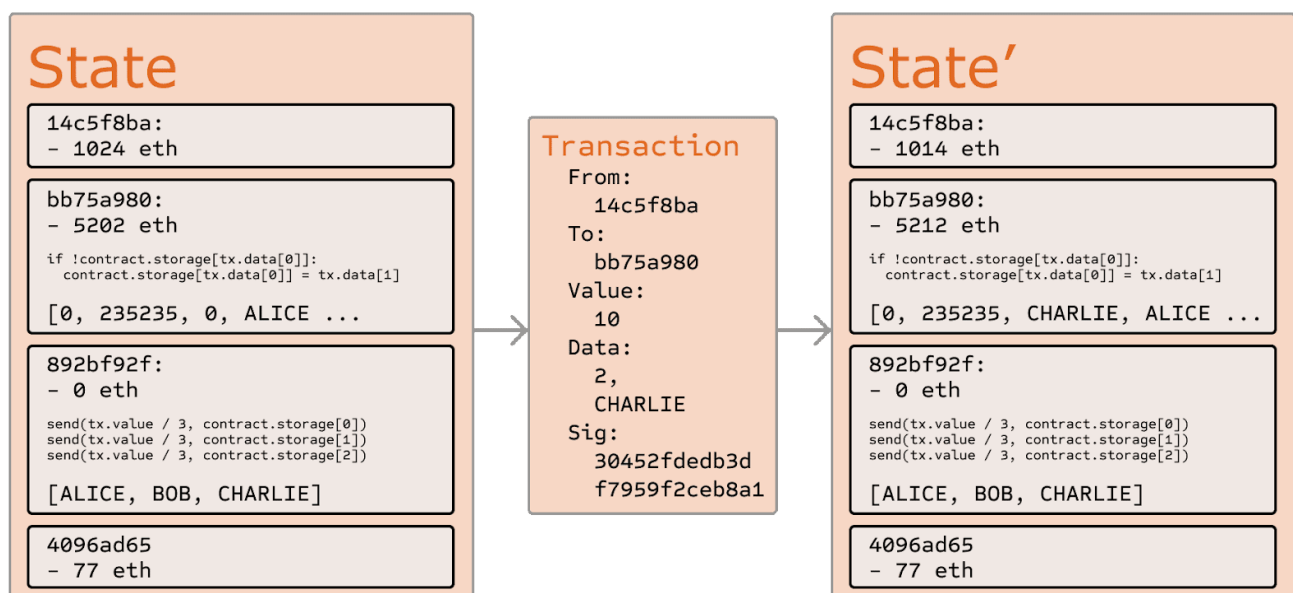 State
14c5f8ba:
- 1024 eth
bb75a980:
- 5202 eth
if !contract.storage[tx.data[0]]:
contract.storage[tx.data[0]] = tx.data[1]
[0, 235235, 0, ALICE ...
892bf92f:
- 0 eth
send(tx.value / 3, contract.storage[0])
send(tx.value / 3, contract.storage[1])
send(tx.value / 3, contract.storage[2])
[ALICE, BOB, CHARLIE]
4096ad65
- 77 eth
Transaction
From:
14c5f8ba
To:
bb75a980
Value:
10
Data:
2,
CHARLIE
Sig:
30452fdedb3d
f7959f2ceb8a1
State’
14c5f8ba:
- 1014 eth
bb75a980:
- 5212 eth
if !contract.storage[tx.data[0]]:
contract.storage[tx.data[0]] = tx.data[1]
[0, 235235, CHARLIE, ALICE ...
892bf92f:
- 0 eth
send(tx.value / 3, contract.storage[0])
send(tx.value / 3, contract.storage[1])
send(tx.value / 3, contract.storage[2])
[ALICE, BOB, CHARLIE]
4096ad65
- 77 eth